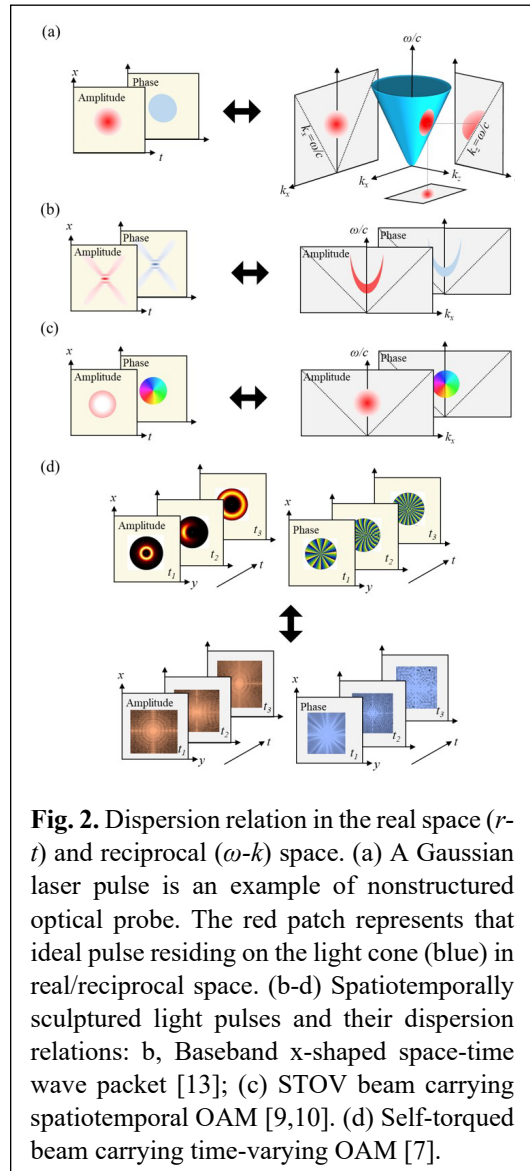 (a)
x
Phase
Amplitude
t
ω/c
kₓ=ω/c
k_z=ω/c
kₓ
kₓ
k_z
(b)
x
Phase
Amplitude
t
ω/c
Phase
Amplitude
kₓ
(c)
x
Phase
Amplitude
t
ω/c
Phase
Amplitude
kₓ
(d)
x
Amplitude
t₁
t₂
t₃
y
t
Phase
t₁
t₂
t₃
y
t
x
Amplitude
t₁
t₂
t₃
y
t
Phase
t₁
t₂
t₃
y
t
Fig. 2. Dispersion relation in the real space (r-
t) and reciprocal (ω-k) space. (a) A Gaussian
laser pulse is an example of nonstructured
optical probe. The red patch represents that
ideal pulse residing on the light cone (blue) in
real/reciprocal space. (b-d) Spatiotemporally
sculptured light pulses and their dispersion
relations: b, Baseband x-shaped space-time
wave packet [13]; (c) STOV beam carrying
spatiotemporal OAM [9,10]. (d) Self-torqued
beam carrying time-varying OAM [7].